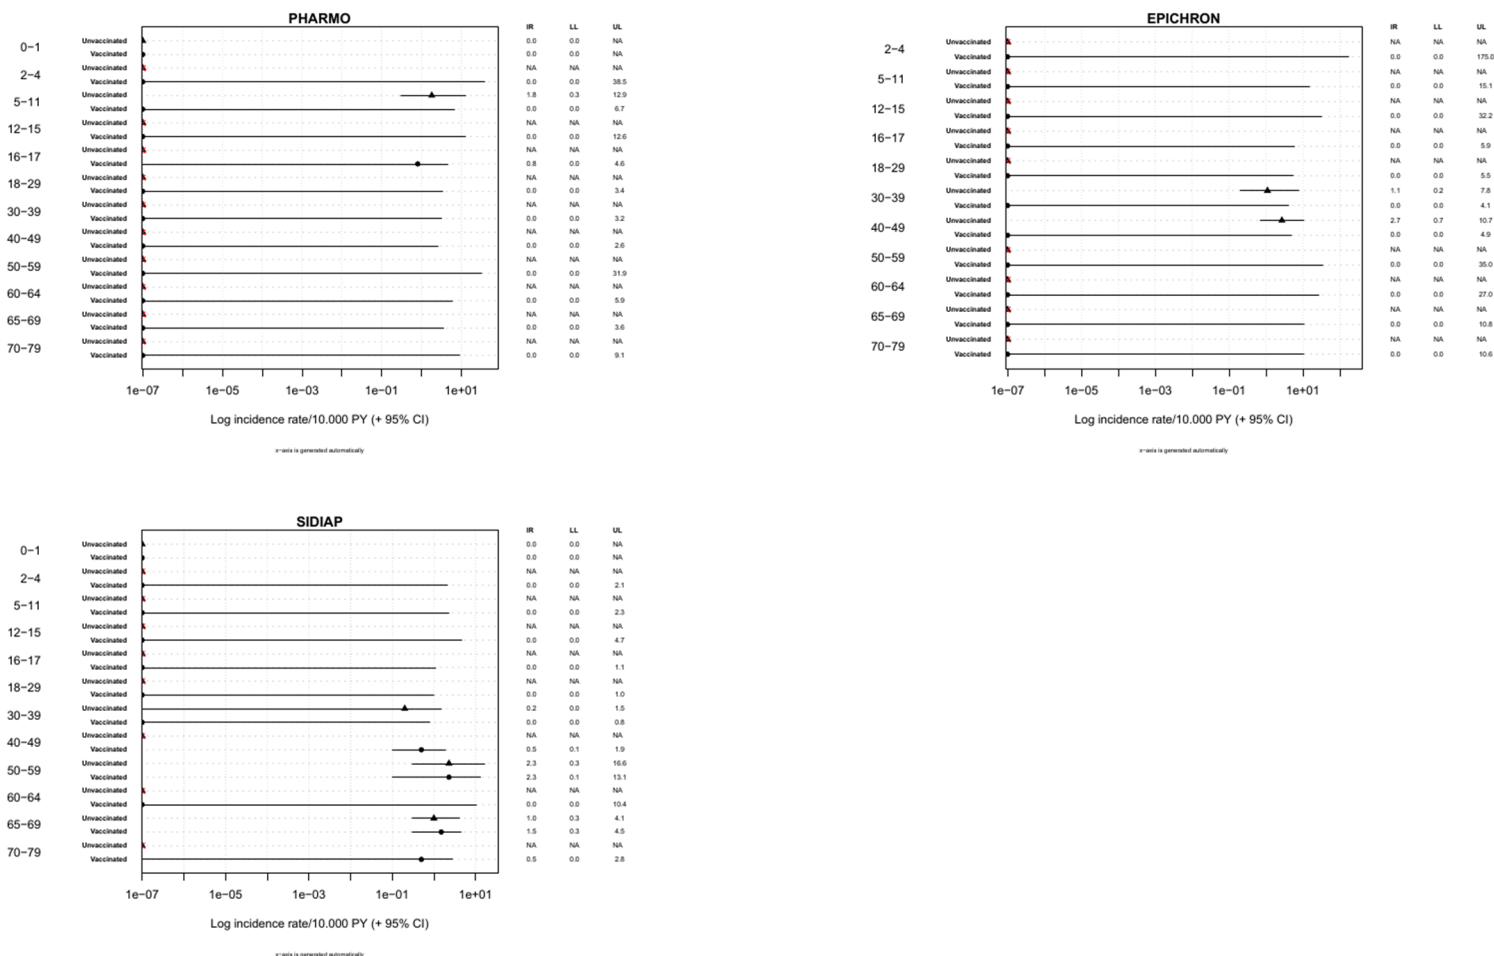 PHARMO
IR LL UL
0−1
Unvaccinated 0.0 0.0 NA
Vaccinated 0.0 0.0 NA
2−4
Unvaccinated NA NA NA
Vaccinated 0.0 0.0 38.5
5−11
Unvaccinated 1.8 0.3 12.9
Vaccinated 0.0 0.0 6.7
12−15
Unvaccinated NA NA NA
Vaccinated 0.0 0.0 12.6
16−17
Unvaccinated NA NA NA
Vaccinated 0.8 0.0 4.6
18−29
Unvaccinated NA NA NA
Vaccinated 0.0 0.0 3.4
30−39
Unvaccinated NA NA NA
Vaccinated 0.0 0.0 3.2
40−49
Unvaccinated NA NA NA
Vaccinated 0.0 0.0 2.6
50−59
Unvaccinated NA NA NA
Vaccinated 0.0 0.0 31.9
60−64
Unvaccinated NA NA NA
Vaccinated 0.0 0.0 5.9
65−69
Unvaccinated NA NA NA
Vaccinated 0.0 0.0 3.6
70−79
Unvaccinated NA NA NA
Vaccinated 0.0 0.0 9.1
1e−07 1e−05 1e−03 1e−01 1e+01
Log incidence rate/10.000 PY (+ 95% CI)
x−axis is generated automatically
EPICHRON
IR LL UL
2−4
Unvaccinated NA NA NA
Vaccinated 0.0 0.0 175.0
5−11
Unvaccinated NA NA NA
Vaccinated 0.0 0.0 15.1
12−15
Unvaccinated NA NA NA
Vaccinated 0.0 0.0 32.2
16−17
Unvaccinated NA NA NA
Vaccinated 0.0 0.0 5.9
18−29
Unvaccinated NA NA NA
Vaccinated 0.0 0.0 5.5
30−39
Unvaccinated 1.1 0.2 7.8
Vaccinated 0.0 0.0 4.1
40−49
Unvaccinated 2.7 0.7 10.7
Vaccinated 0.0 0.0 4.9
50−59
Unvaccinated NA NA NA
Vaccinated 0.0 0.0 35.0
60−64
Unvaccinated NA NA NA
Vaccinated 0.0 0.0 27.0
65−69
Unvaccinated NA NA NA
Vaccinated 0.0 0.0 10.8
70−79
Unvaccinated NA NA NA
Vaccinated 0.0 0.0 10.6
1e−07 1e−05 1e−03 1e−01 1e+01
Log incidence rate/10.000 PY (+ 95% CI)
x−axis is generated automatically
SIDIAP
IR LL UL
0−1
Unvaccinated 0.0 0.0 NA
Vaccinated 0.0 0.0 NA
2−4
Unvaccinated NA NA NA
Vaccinated 0.0 0.0 2.1
5−11
Unvaccinated NA NA NA
Vaccinated 0.0 0.0 2.3
12−15
Unvaccinated NA NA NA
Vaccinated 0.0 0.0 4.7
16−17
Unvaccinated NA NA NA
Vaccinated 0.0 0.0 1.1
18−29
Unvaccinated NA NA NA
Vaccinated 0.0 0.0 1.0
30−39
Unvaccinated 0.2 0.0 1.5
Vaccinated 0.0 0.0 0.8
40−49
Unvaccinated NA NA NA
Vaccinated 0.5 0.1 1.9
50−59
Unvaccinated 2.3 0.3 16.6
Vaccinated 2.3 0.1 13.1
60−64
Unvaccinated NA NA NA
Vaccinated 0.0 0.0 10.4
65−69
Unvaccinated 1.0 0.3 4.1
Vaccinated 1.5 0.3 4.5
70−79
Unvaccinated NA NA NA
Vaccinated 0.5 0.0 2.8
1e−07 1e−05 1e−03 1e−01 1e+01
Log incidence rate/10.000 PY (+ 95% CI)
x−axis is generated automatically